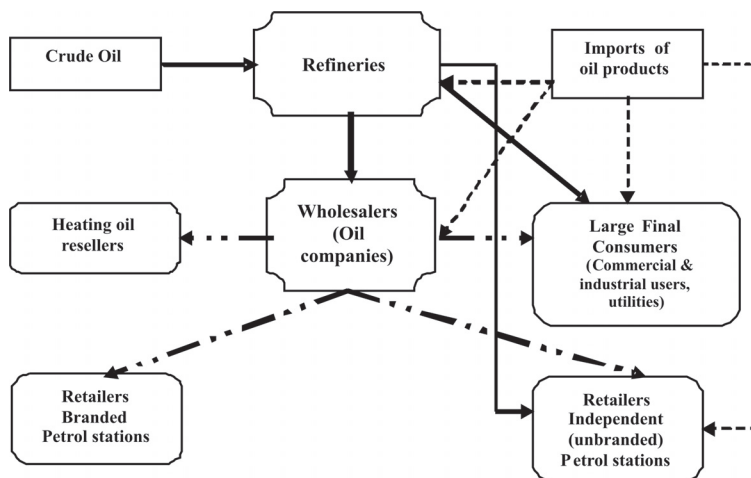 Crude Oil
Refineries
Imports of
oil products
Heating oil
resellers
Wholesalers
(Oil
companies)
Large Final
Consumers
(Commercial &
industrial users,
utilities)
Retailers
Branded
Petrol stations
Retailers
Independent
(unbranded)
Petrol stations